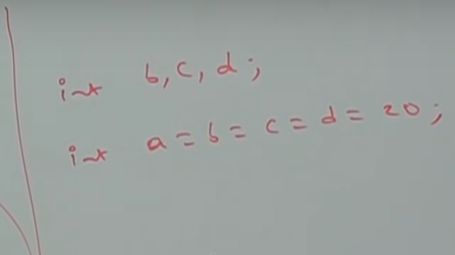 int b, c, d;
int a = b = c = d = 20;